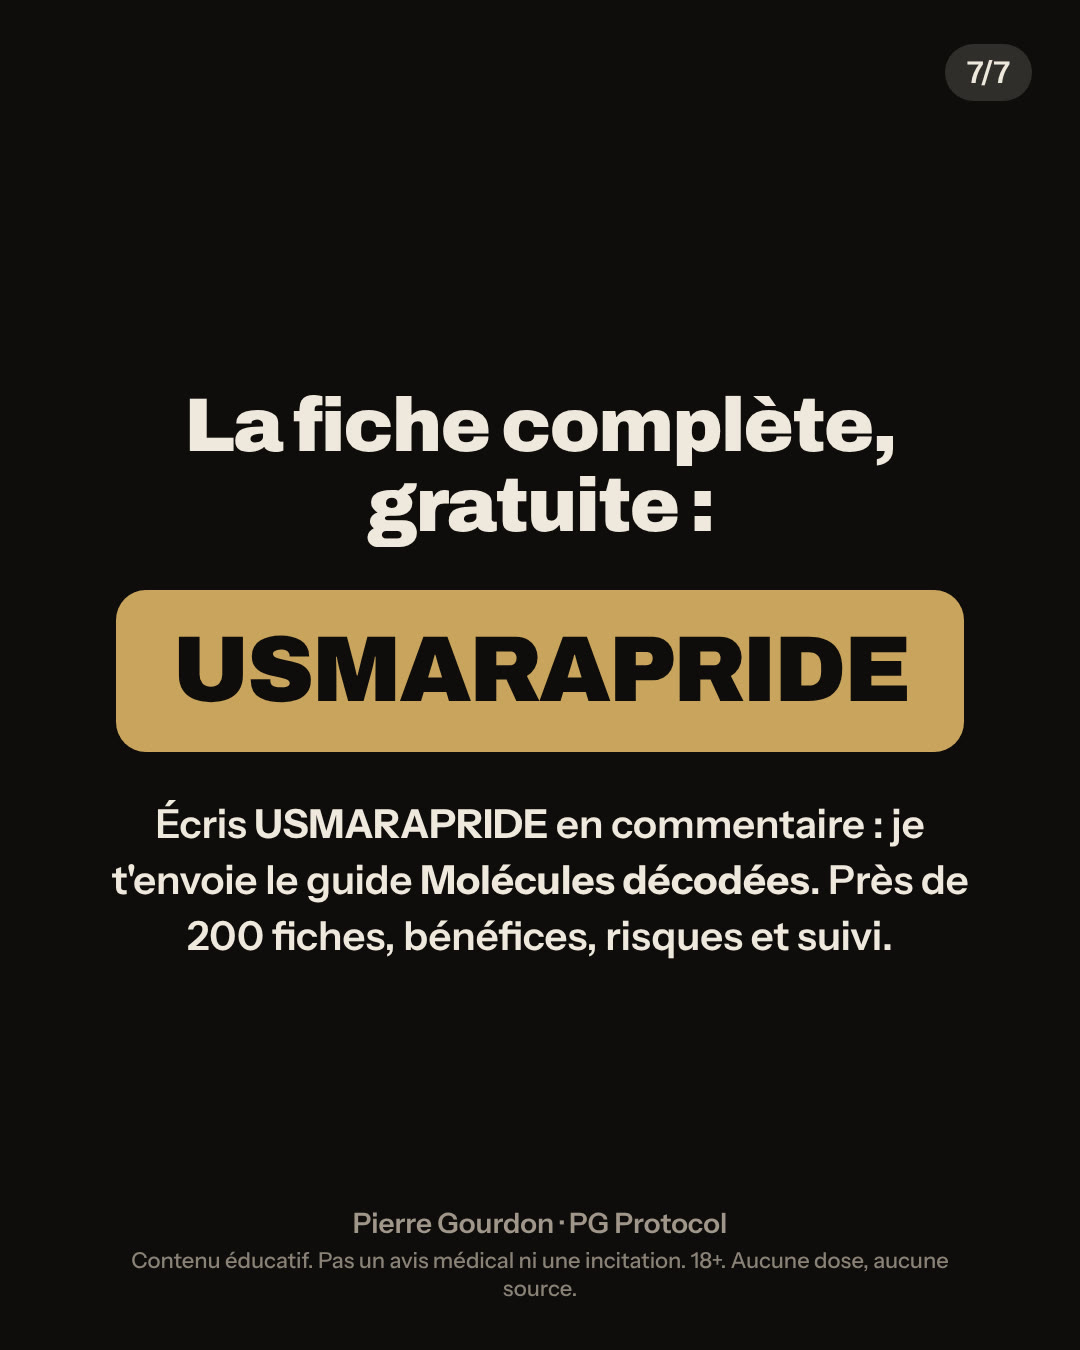 7/7
La fiche complète,
gratuite :
USMARAPRIDE
Écris USMARAPRIDE en commentaire : je
t'envoie le guide Molécules décodées. Près de
200 fiches, bénéfices, risques et suivi.
Pierre Gourdon · PG Protocol
Contenu éducatif. Pas un avis médical ni une incitation. 18+. Aucune dose, aucune
source.